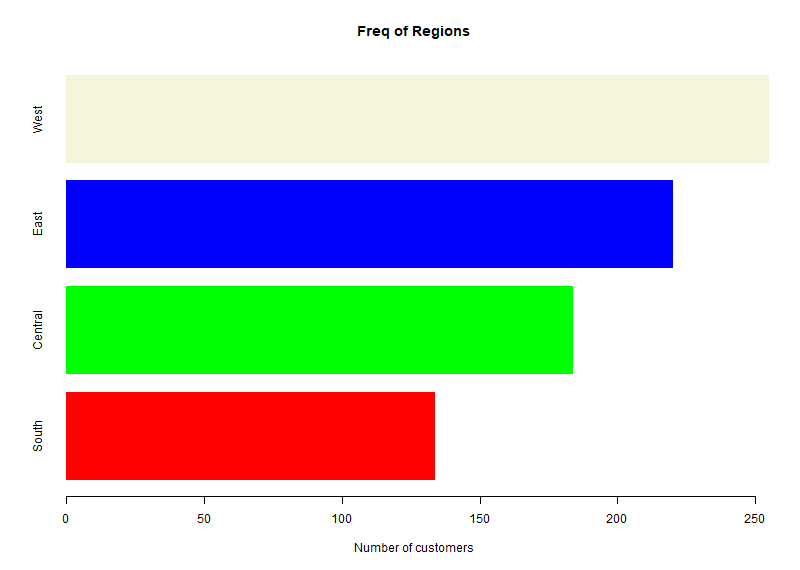 Freq of Regions
West
East
Central
South
0 50 100 150 200 250
Number of customers